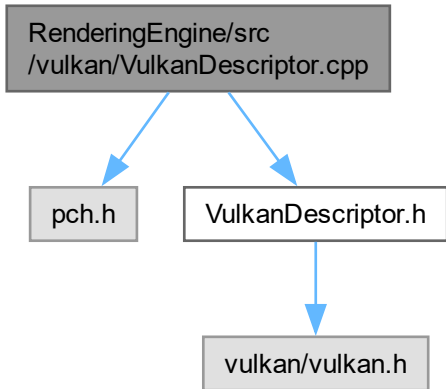 RenderingEngine/src
/vulkan/VulkanDescriptor.cpp
pch.h
VulkanDescriptor.h
vulkan/vulkan.h